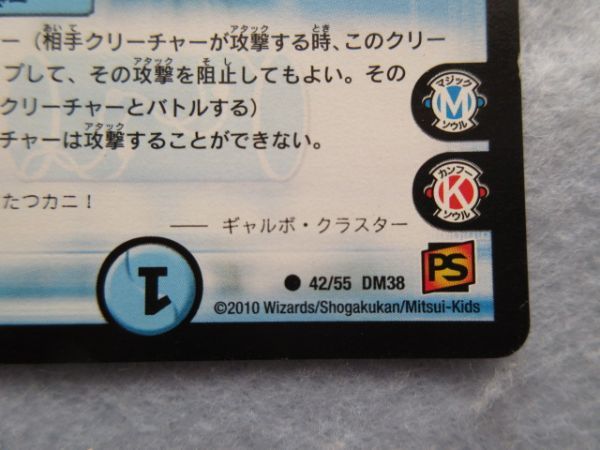 ー（相手クリーチャーが攻撃する時、このクリー
プして、その攻撃を阻止してもよい。その
クリーチャーとバトルする）
チャーは攻撃することができない。
たつカニ！
―― ギャルボ・クラスター
マジック
M
ソウル
カンフー
K
ソウル
PS
1
● 42/55 DM38
©2010 Wizards/Shogakukan/Mitsui-Kids